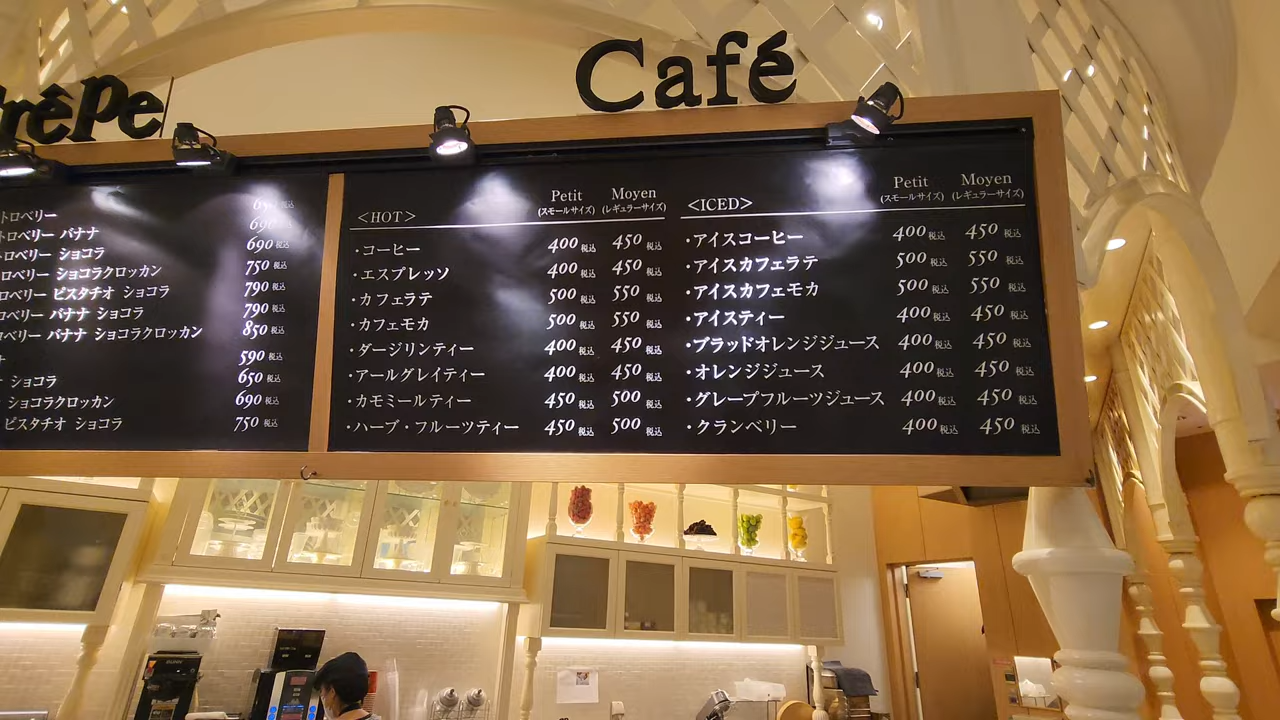 Crêpe
Café
トロベリー 690 税込
トロベリー バナナ 690 税込
トロベリー ショコラ 690 税込
ロベリー ショコラクロッカン 750 税込
ロベリー ピスタチオ ショコラ 790 税込
ロベリー バナナ ショコラ 790 税込
ロベリー バナナ ショコラクロッカン 850 税込
590 税込
ショコラ 650 税込
ショコラクロッカン 690 税込
ピスタチオ ショコラ 750 税込
<HOT> Petit (スモールサイズ) Moyen (レギュラーサイズ)
・コーヒー 400 税込 450 税込
・エスプレッソ 400 税込 450 税込
・カフェラテ 500 税込 550 税込
・カフェモカ 500 税込 550 税込
・ダージリンティー 400 税込 450 税込
・アールグレイティー 400 税込 450 税込
・カモミールティー 450 税込 500 税込
・ハーブ・フルーツティー 450 税込 500 税込
<ICED> Petit (スモールサイズ) Moyen (レギュラーサイズ)
・アイスコーヒー 400 税込 450 税込
・アイスカフェラテ 500 税込 550 税込
・アイスカフェモカ 500 税込 550 税込
・アイスティー 400 税込 450 税込
・ブラッドオレンジジュース 400 税込 450 税込
・オレンジジュース 400 税込 450 税込
・グレープフルーツジュース 400 税込 450 税込
・クランベリー 400 税込 450 税込